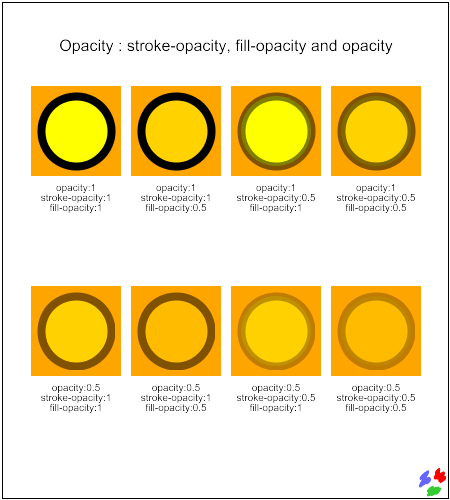 Opacity : stroke-opacity, fill-opacity and opacity
opacity:1
stroke-opacity:1
fill-opacity:1
opacity:1
stroke-opacity:1
fill-opacity:0.5
opacity:1
stroke-opacity:0.5
fill-opacity:1
opacity:1
stroke-opacity:0.5
fill-opacity:0.5
opacity:0.5
stroke-opacity:1
fill-opacity:1
opacity:0.5
stroke-opacity:1
fill-opacity:0.5
opacity:0.5
stroke-opacity:0.5
fill-opacity:1
opacity:0.5
stroke-opacity:0.5
fill-opacity:0.5